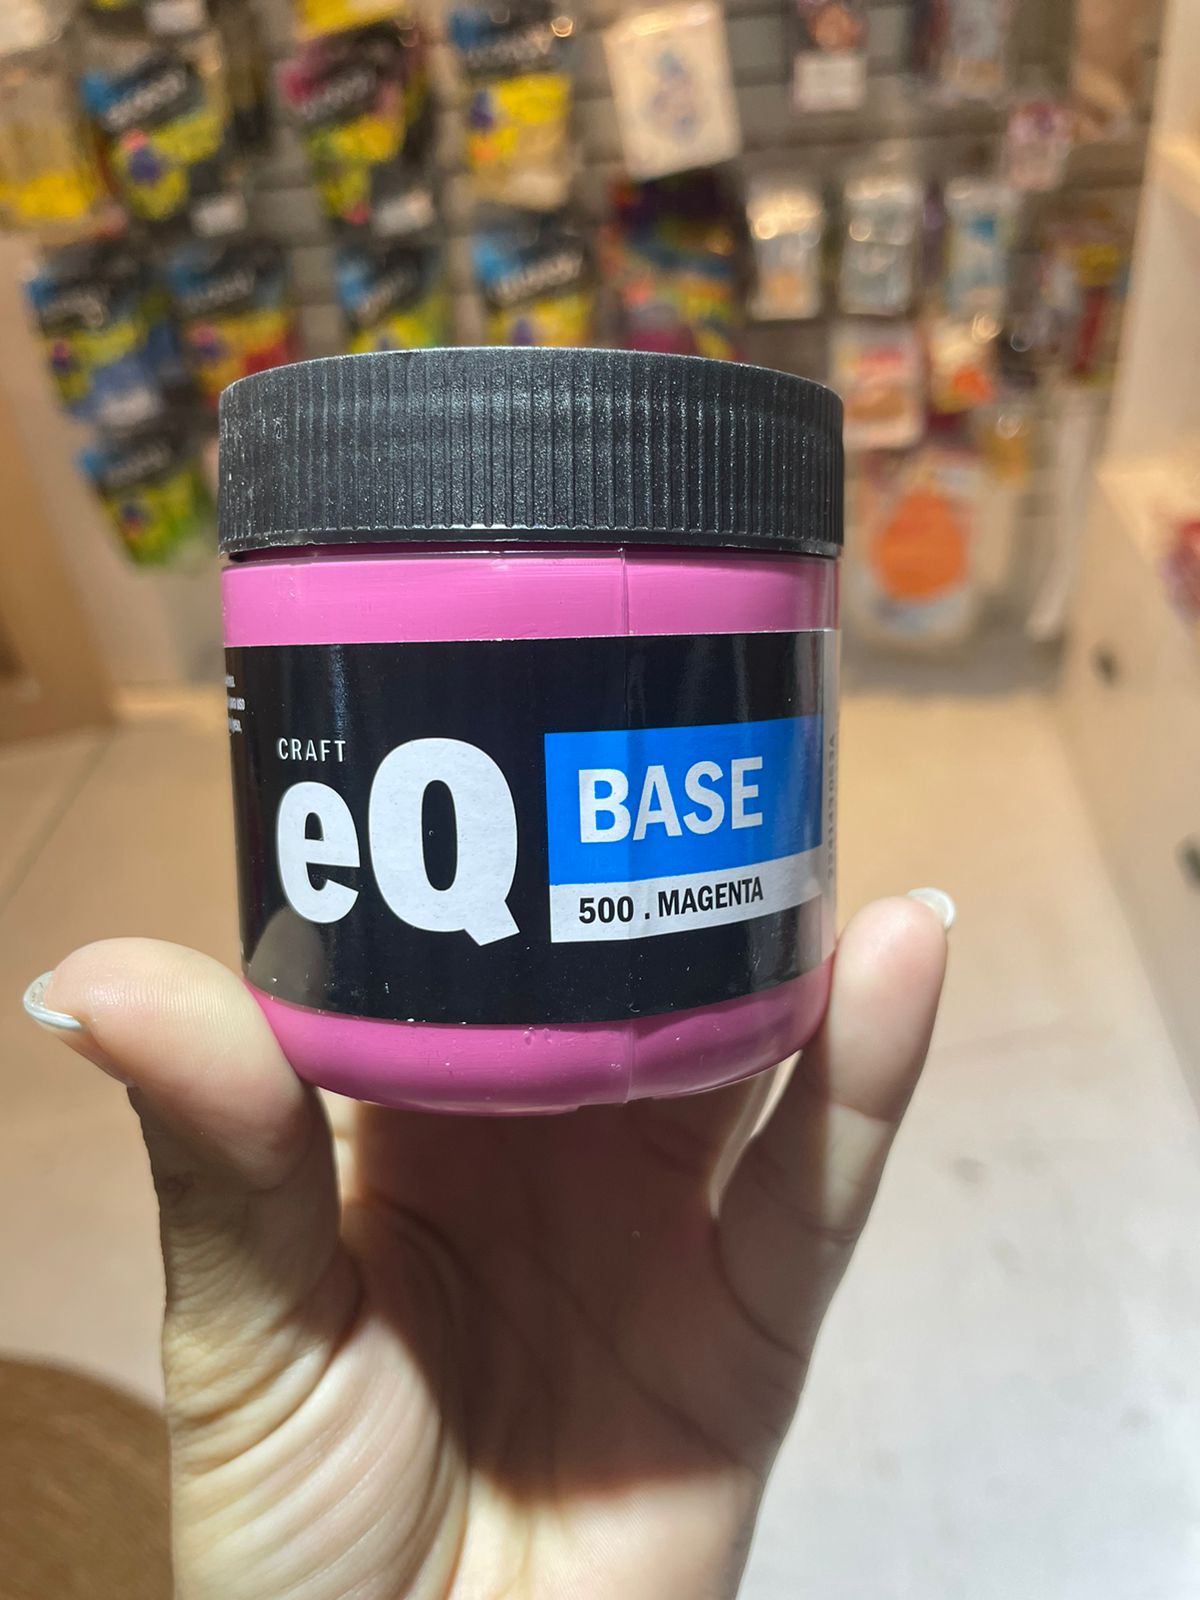 CRAFT
eQ
BASE
500 . MAGENTA